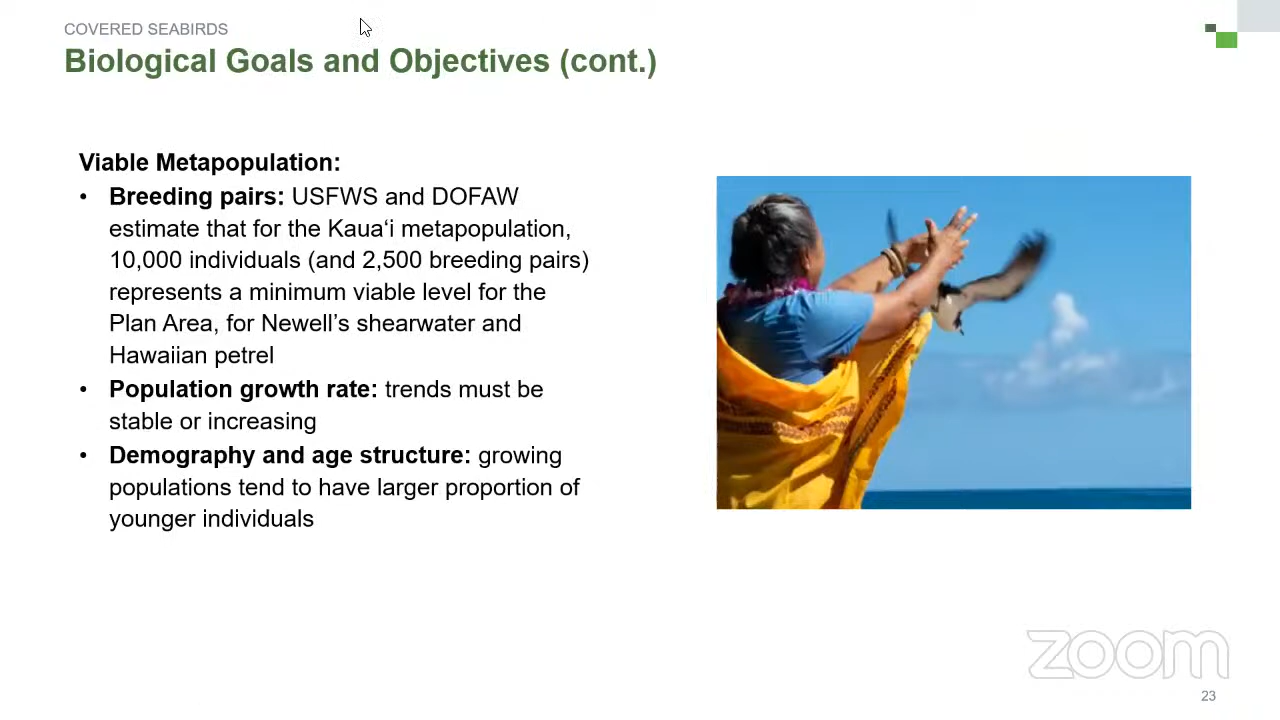 COVERED SEABIRDS
Biological Goals and Objectives (cont.)
Viable Metapopulation:
• Breeding pairs: USFWS and DOFAW
estimate that for the Kauaʻi metapopulation,
10,000 individuals (and 2,500 breeding pairs)
represents a minimum viable level for the
Plan Area, for Newell’s shearwater and
Hawaiian petrel
• Population growth rate: trends must be
stable or increasing
• Demography and age structure: growing
populations tend to have larger proportion of
younger individuals
zoom
23